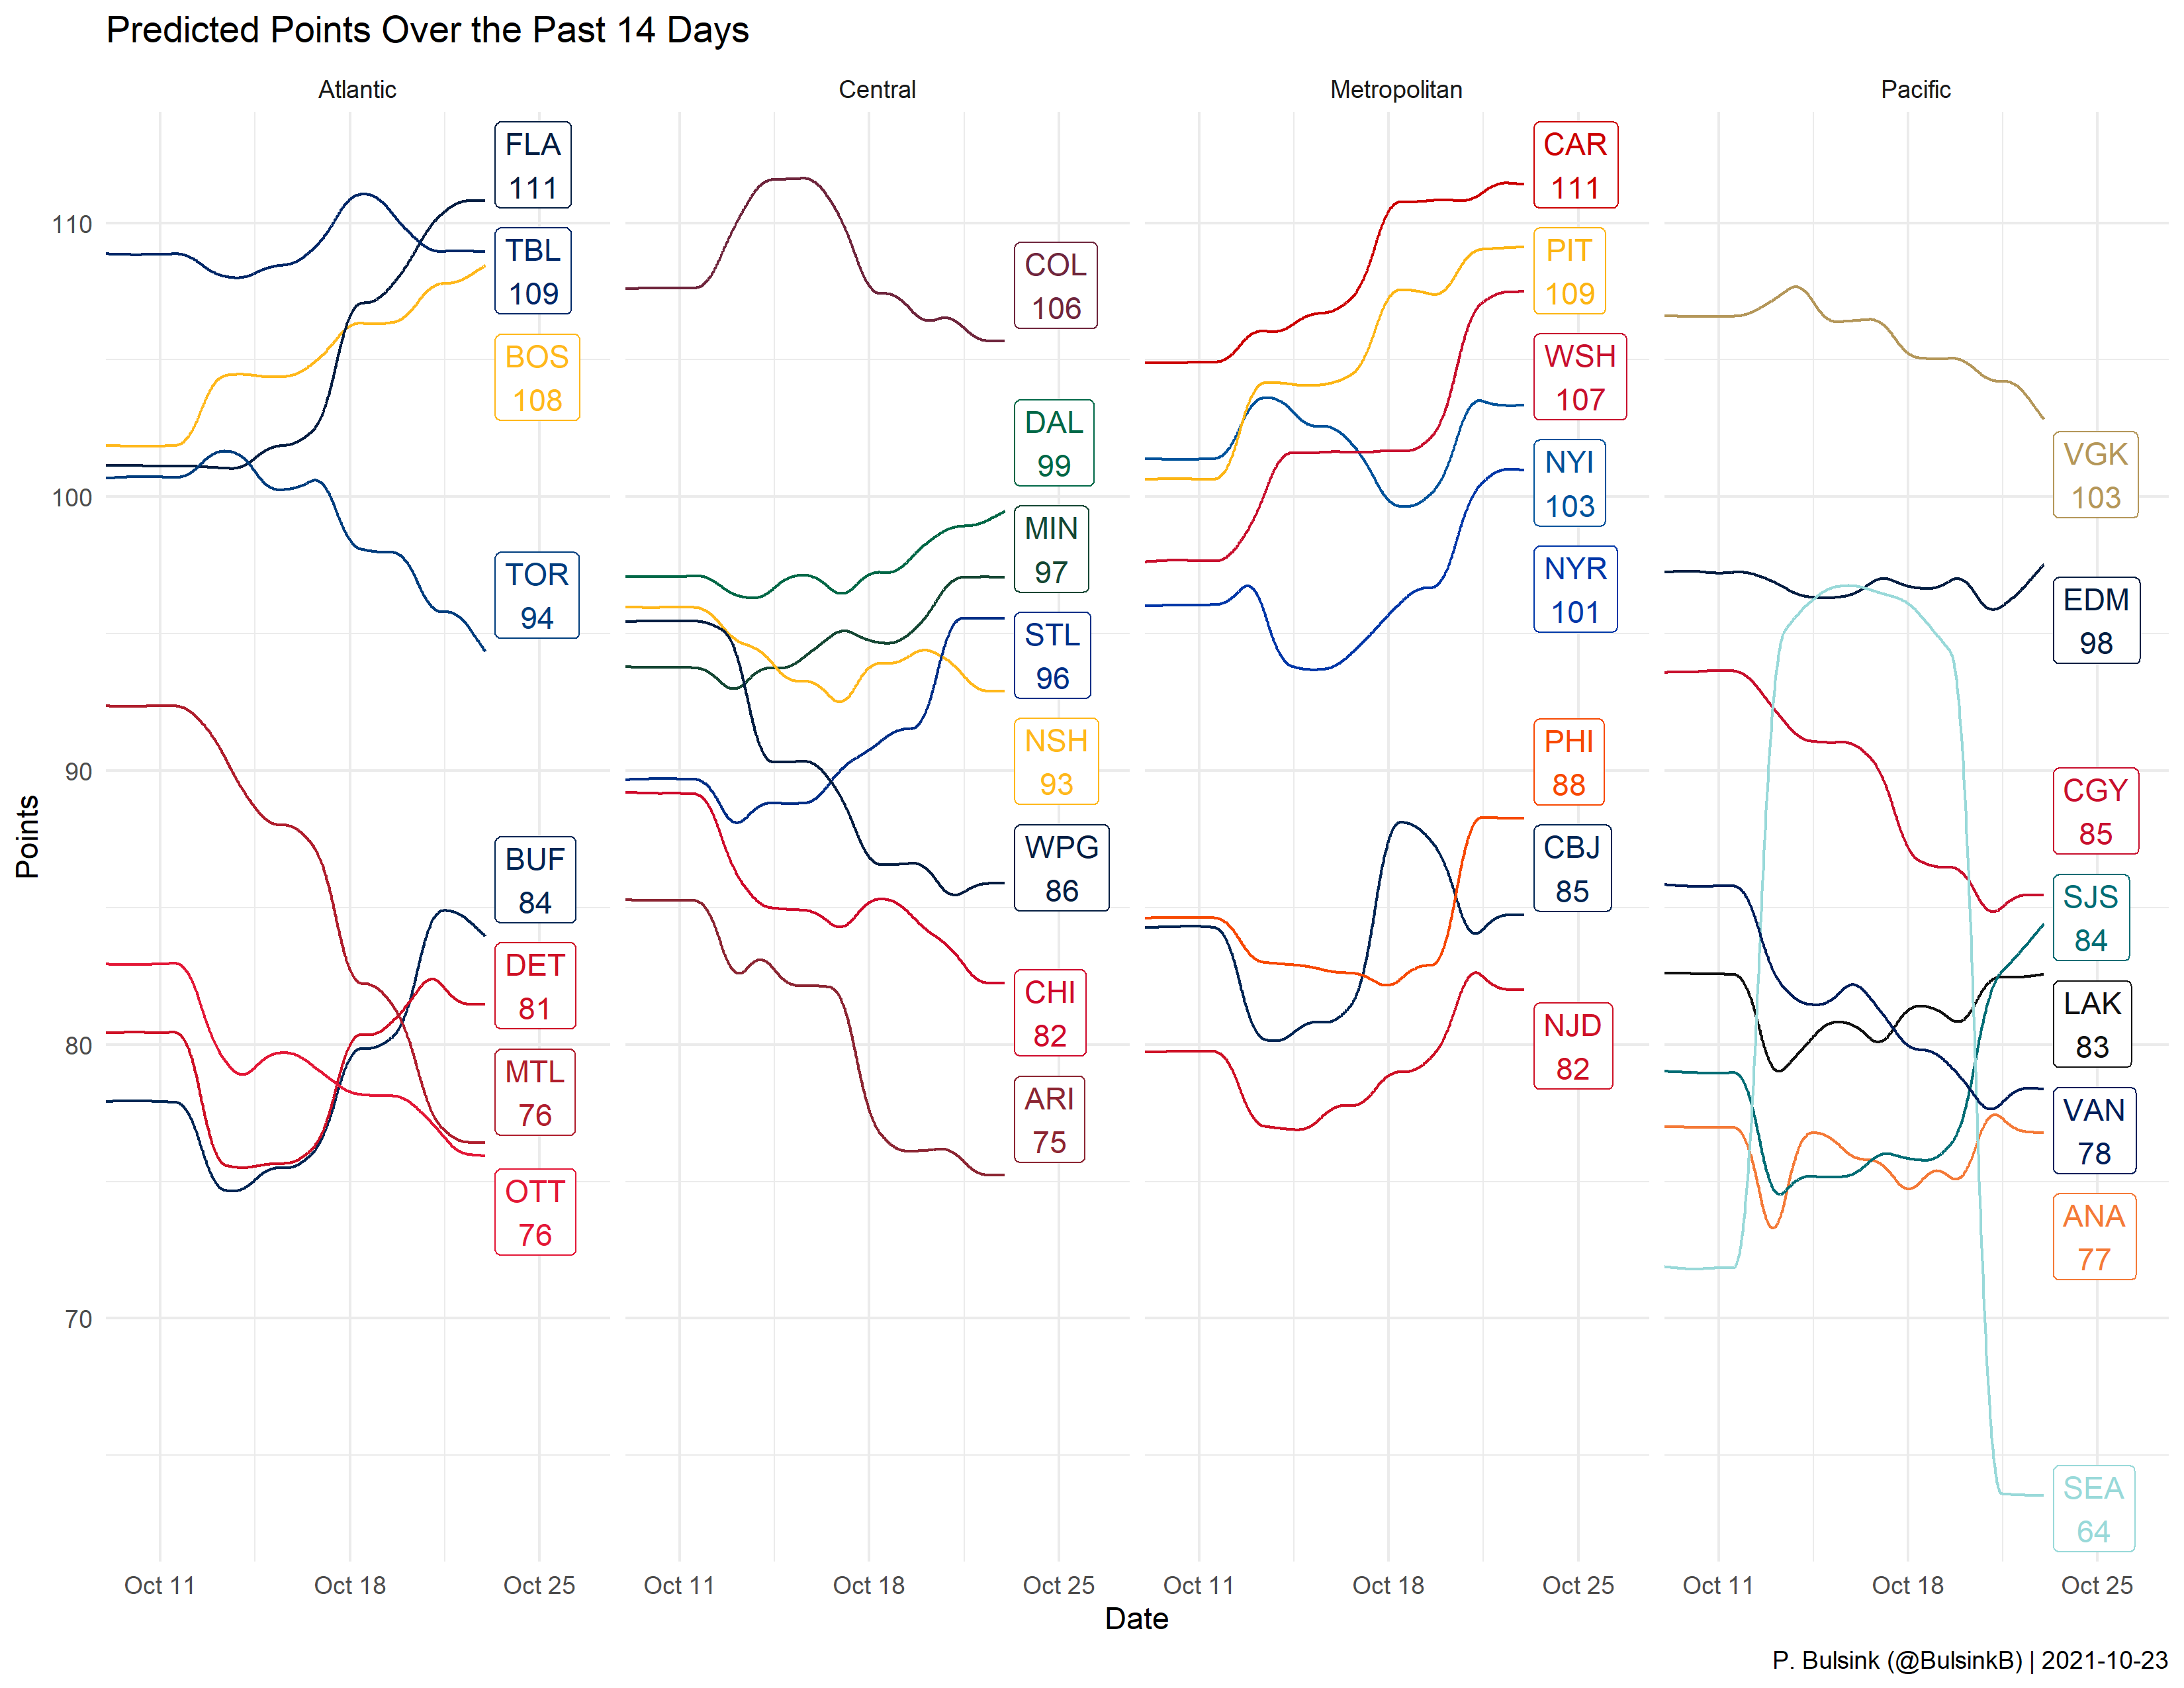 Predicted Points Over the Past 14 Days
Atlantic
Central
Metropolitan
Pacific
Points
110
100
90
80
70
FLA
111
TBL
109
BOS
108
TOR
94
BUF
84
DET
81
MTL
76
OTT
76
COL
106
DAL
99
MIN
97
STL
96
NSH
93
WPG
86
CHI
82
ARI
75
CAR
111
PIT
109
WSH
107
NYI
103
NYR
101
PHI
88
CBJ
85
NJD
82
VGK
103
EDM
98
CGY
85
SJS
84
LAK
83
VAN
78
ANA
77
SEA
64
Oct 11
Oct 18
Oct 25
Oct 11
Oct 18
Oct 25
Oct 11
Oct 18
Oct 25
Oct 11
Oct 18
Oct 25
Date
P. Bulsink (@BulsinkB) | 2021-10-23